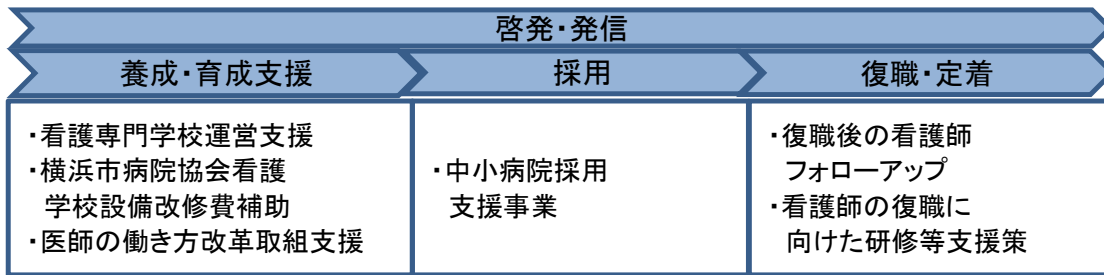 啓発・発信
養成・育成支援
採用
復職・定着
・看護専門学校運営支援
・横浜市病院協会看護
学校設備改修費補助
・医師の働き方改革取組支援
・中小病院採用
支援事業
・復職後の看護師
フォローアップ
・看護師の復職に
向けた研修等支援策